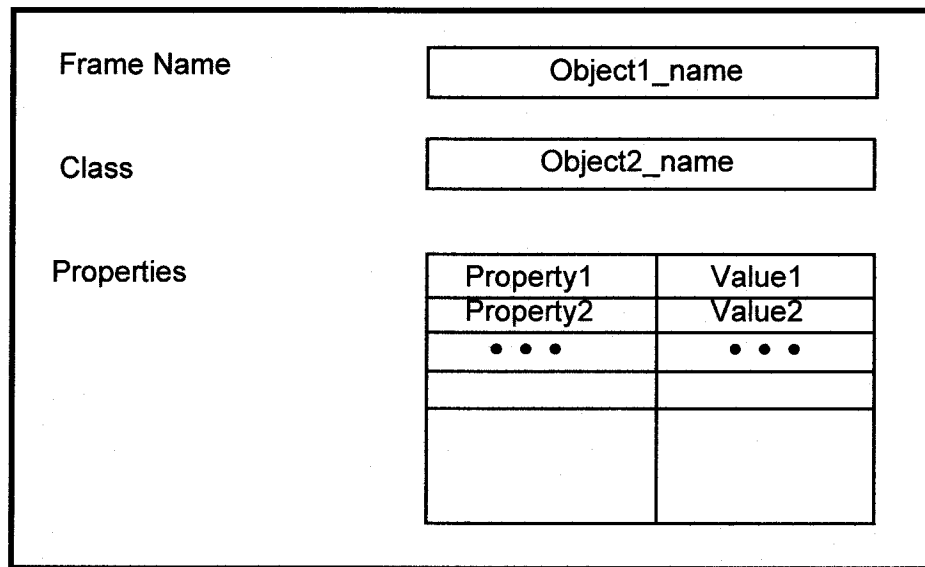 Frame Name Object1_name
Class Object2_name
Properties Property1 Value1
Property2 Value2
• • • • • •